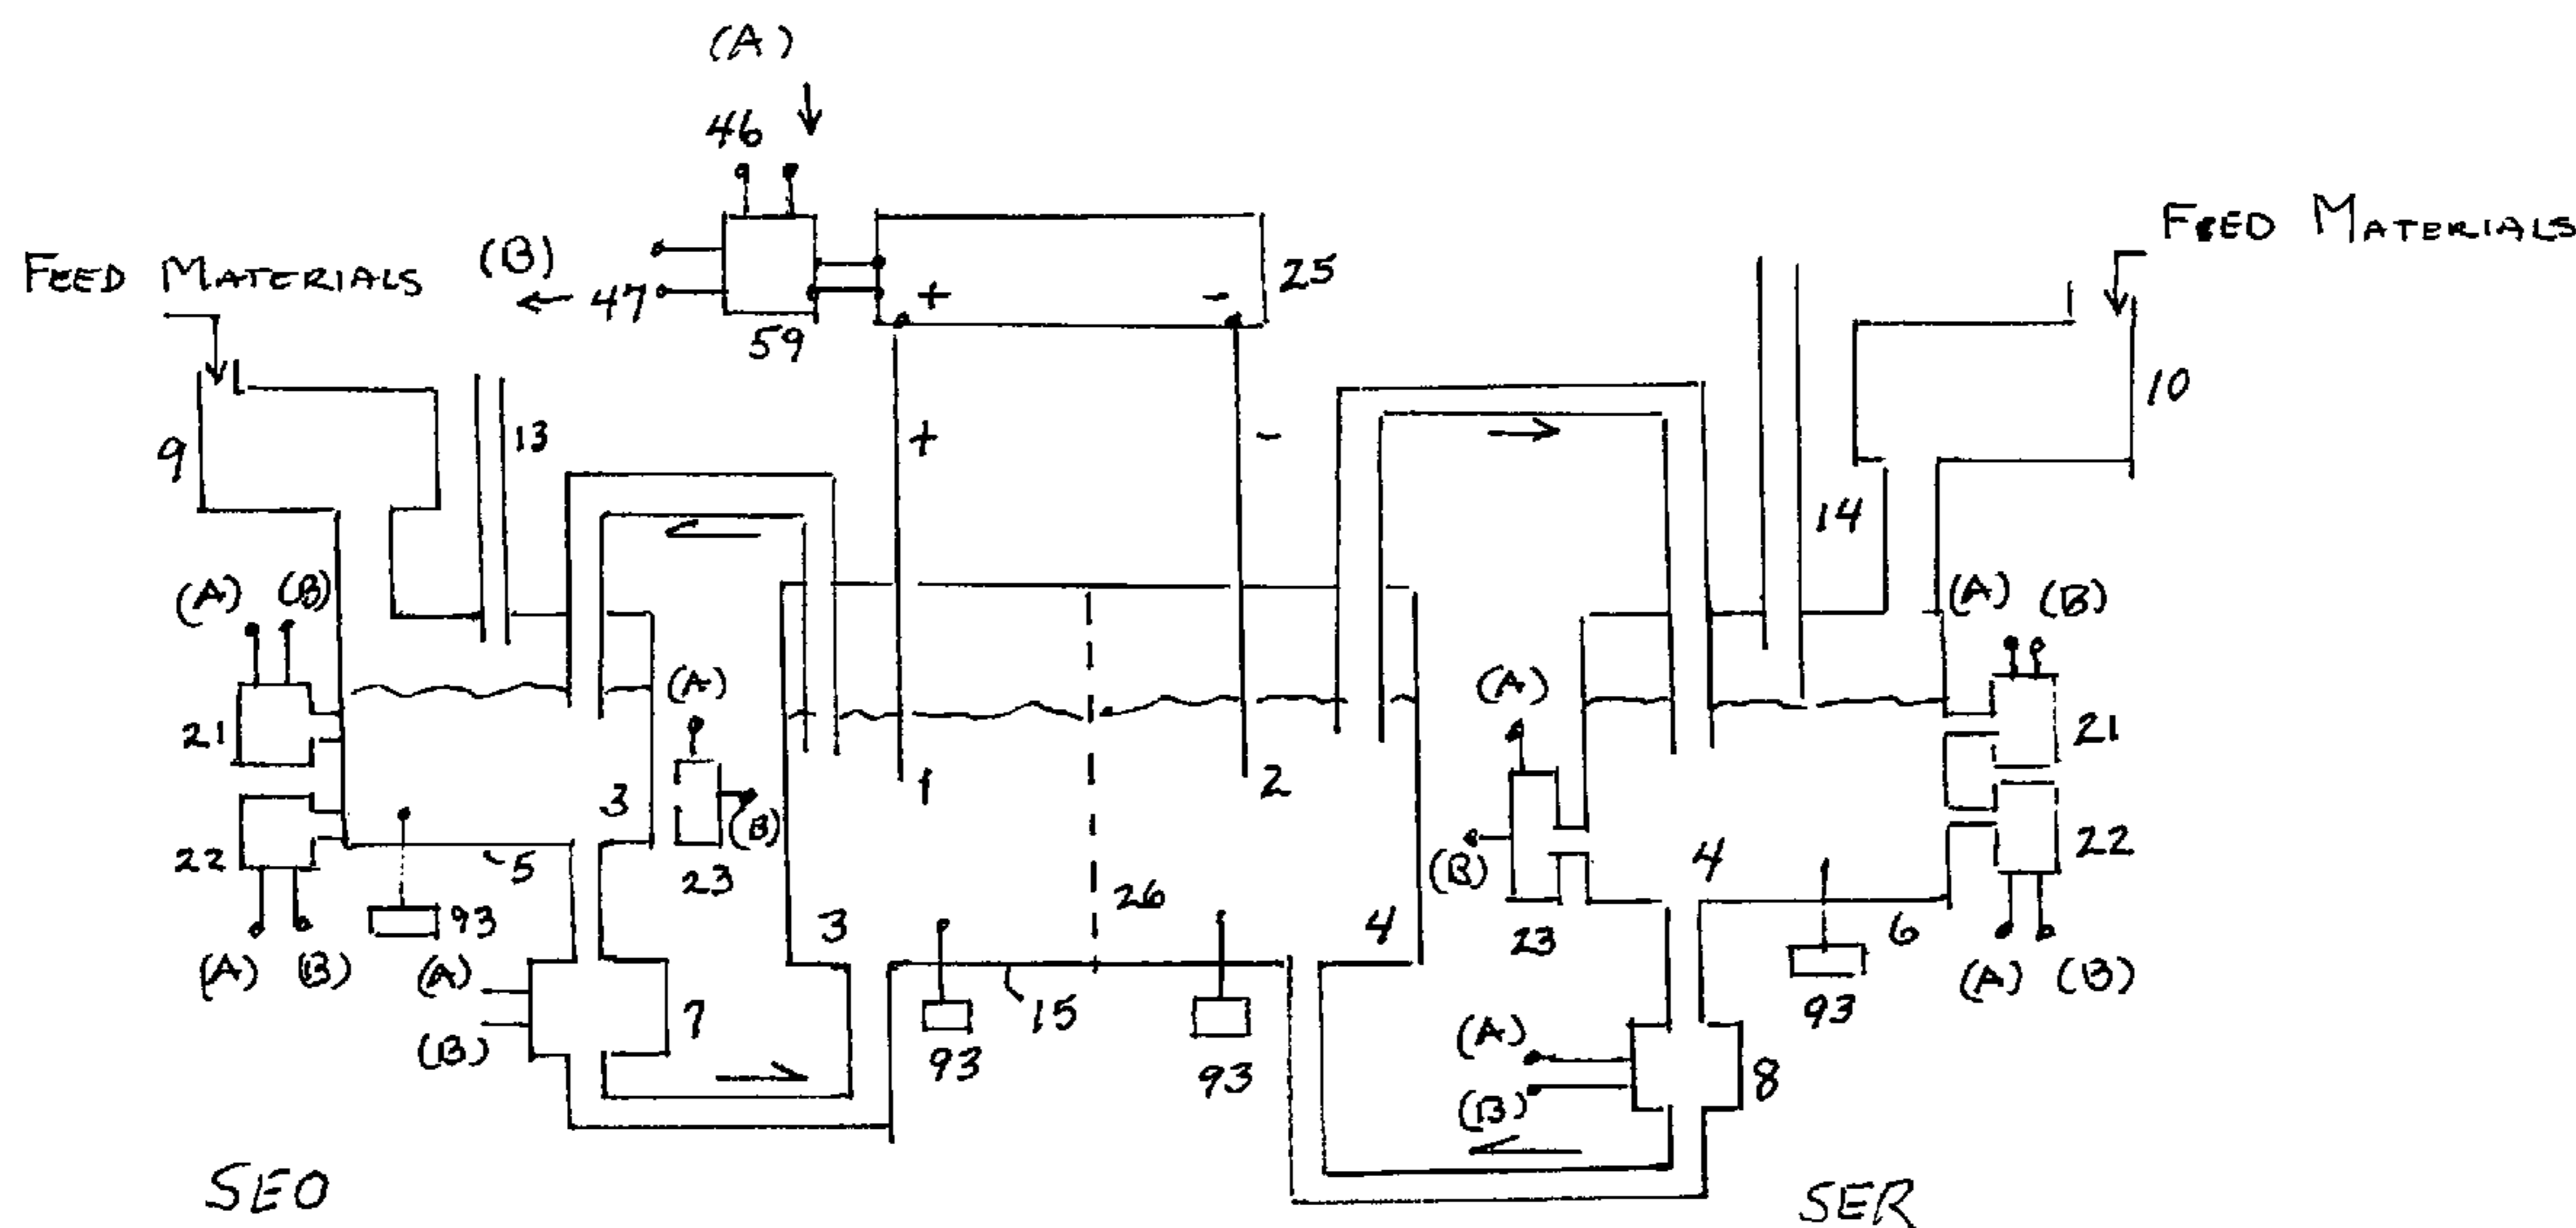 (A)
46
FEED MATERIALS
(B)
47
59
+
-
25
FEED MATERIALS
10
9
13
+
-
14
(A) (B)
(A)
(A)
(A) (B)
21
21
3
1
2
22
5
(B)
23
93
(A) (B)
(A)
(B)
7
3
26
4
15
93
93
(B)
23
4
6
22
93
(A) (B)
(A)
(B)
8
SEO
SER